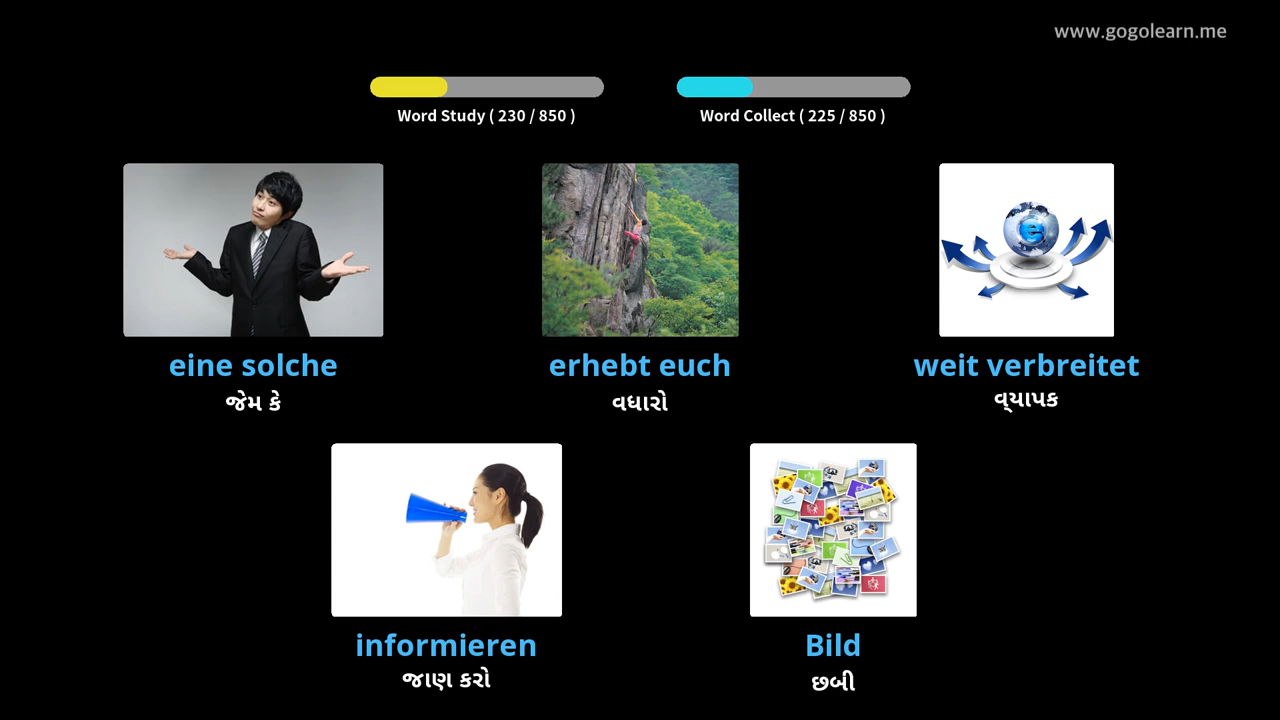 www.gogolearn.me
Word Study ( 230 / 850 )
Word Collect ( 225 / 850 )
eine solche
જેમ કે
erhebt euch
વધારો
weit verbreitet
વ્યાપક
informieren
જાણ કરો
Bild
છબી